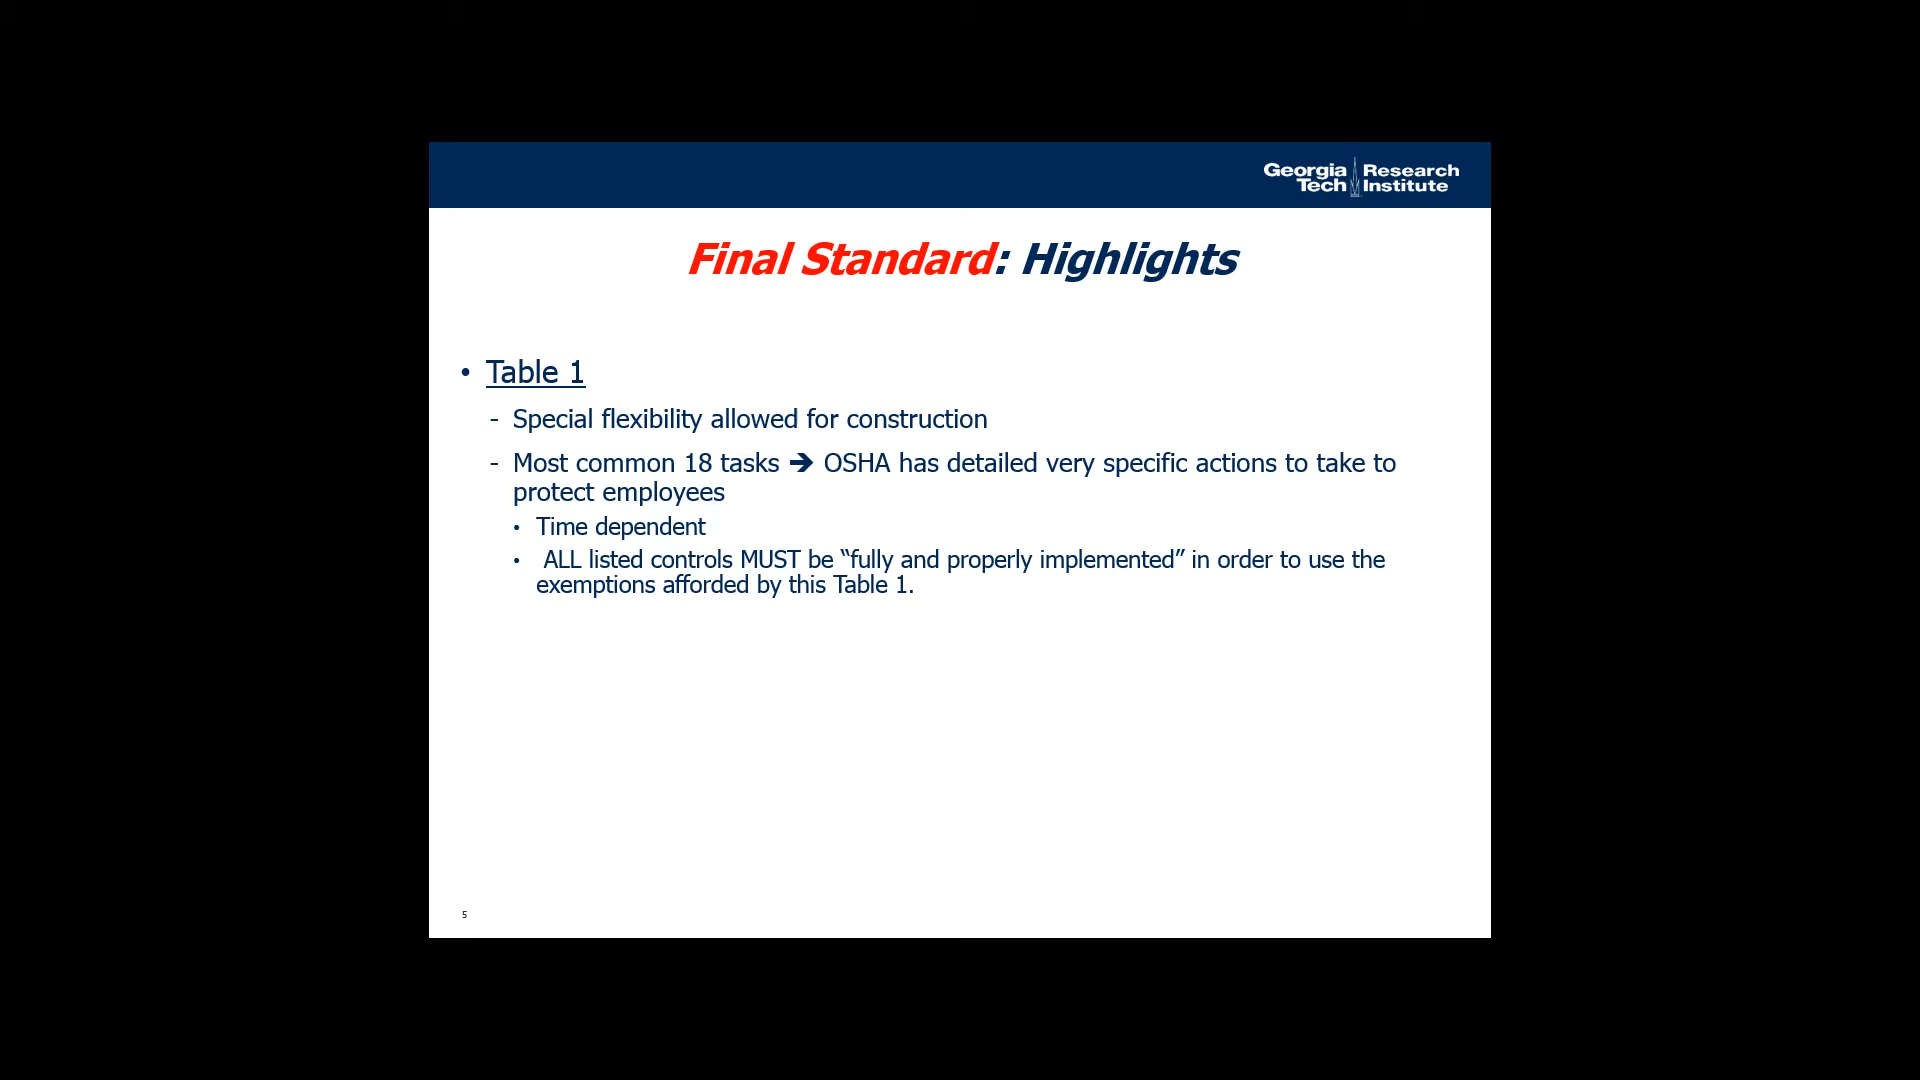 Georgia Research
Tech Institute
Final Standard: Highlights
• Table 1
- Special flexibility allowed for construction
- Most common 18 tasks ➔ OSHA has detailed very specific actions to take to
protect employees
• Time dependent
• ALL listed controls MUST be “fully and properly implemented” in order to use the
exemptions afforded by this Table 1.
5